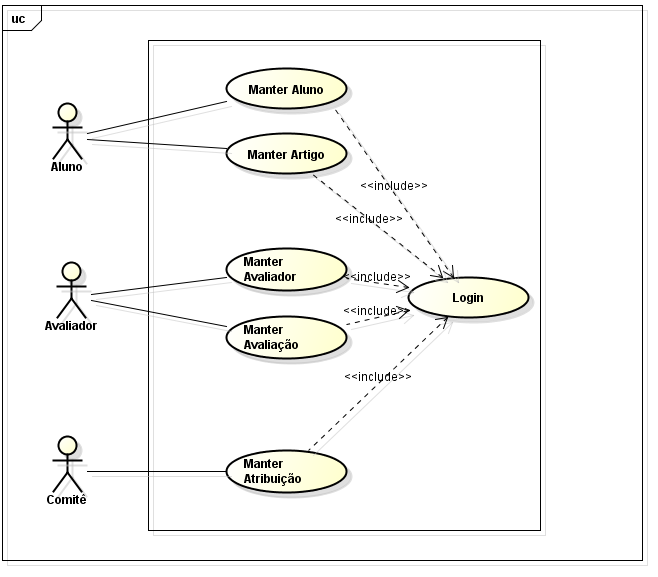 uc
Manter Aluno
Aluno
Manter Artigo
<<include>>
<<include>>
Manter
Avaliador
<<include>>
Avaliador
Login
Manter
Avaliação
<<include>>
<<include>>
Comitê
Manter
Atribuição